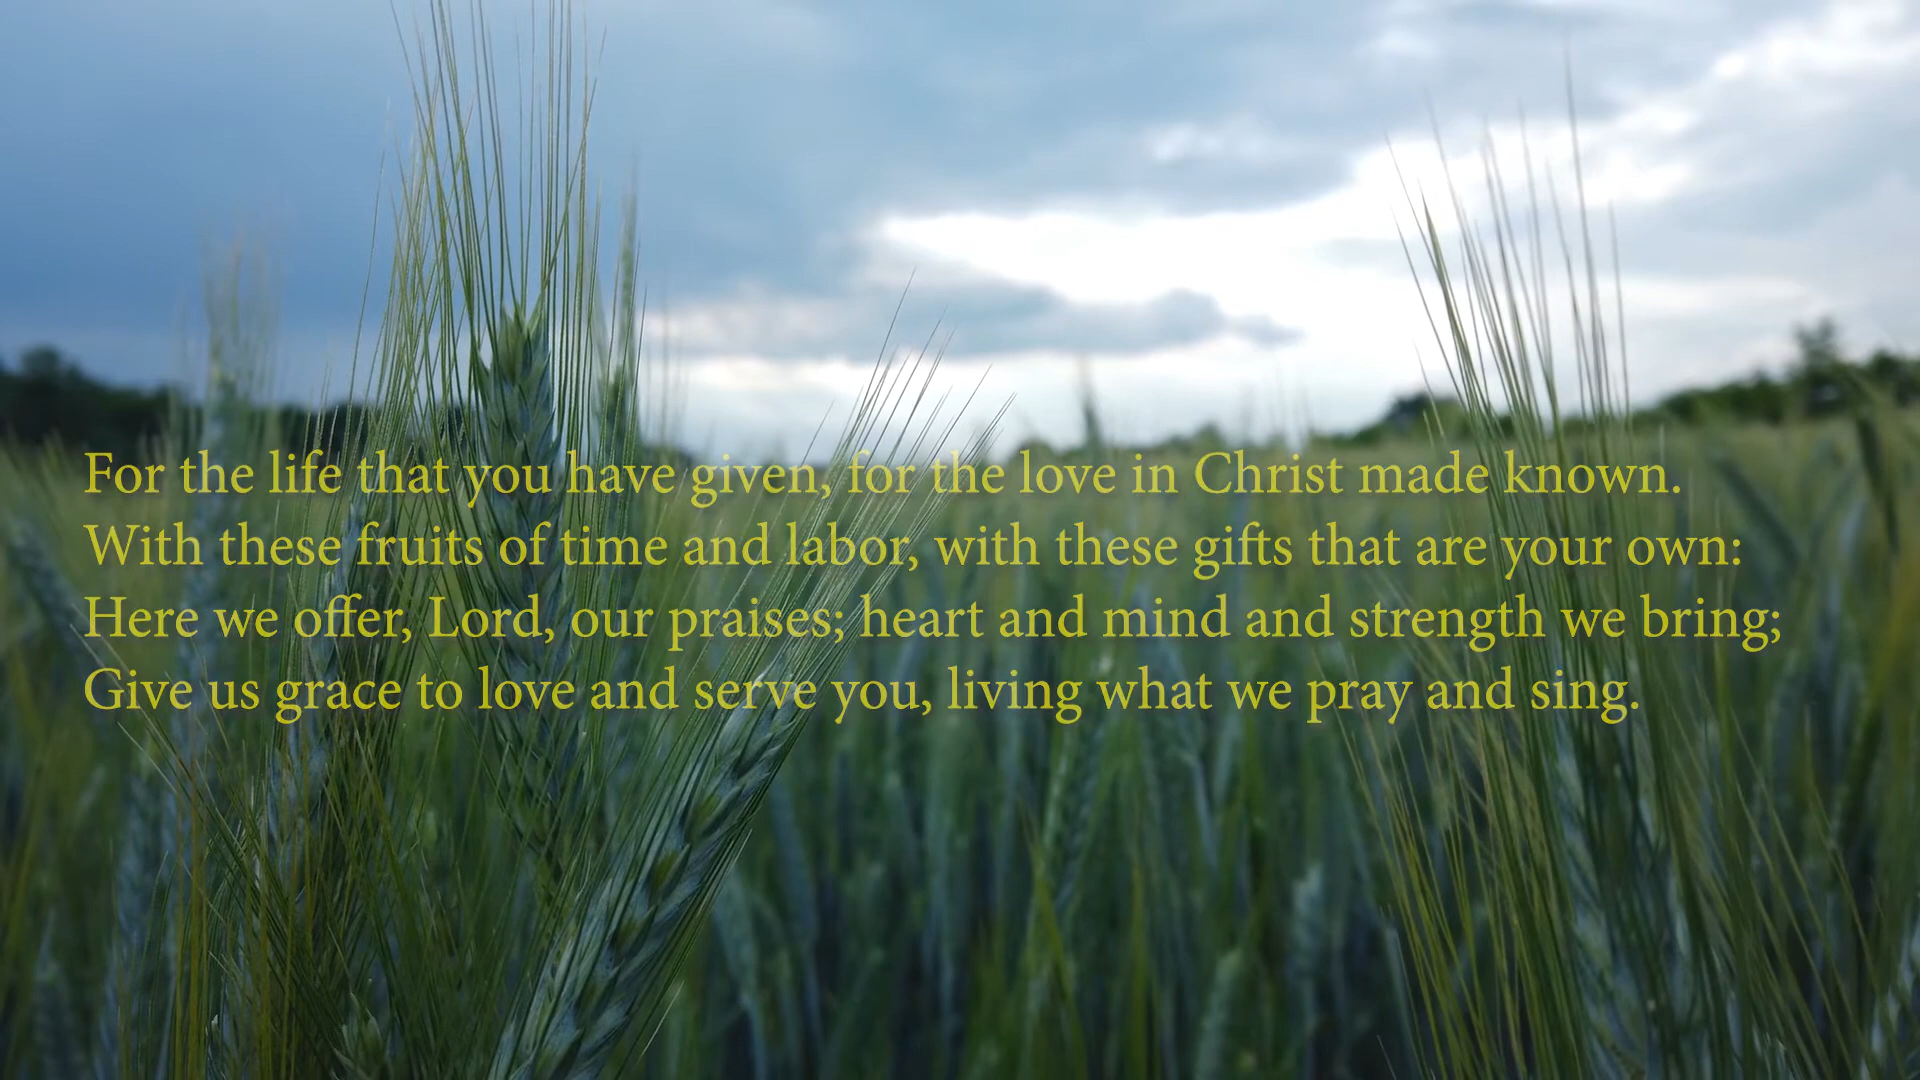 For the life that you have given, for the love in Christ made known.
With these fruits of time and labor, with these gifts that are your own:
Here we offer, Lord, our praises; heart and mind and strength we bring;
Give us grace to love and serve you, living what we pray and sing.